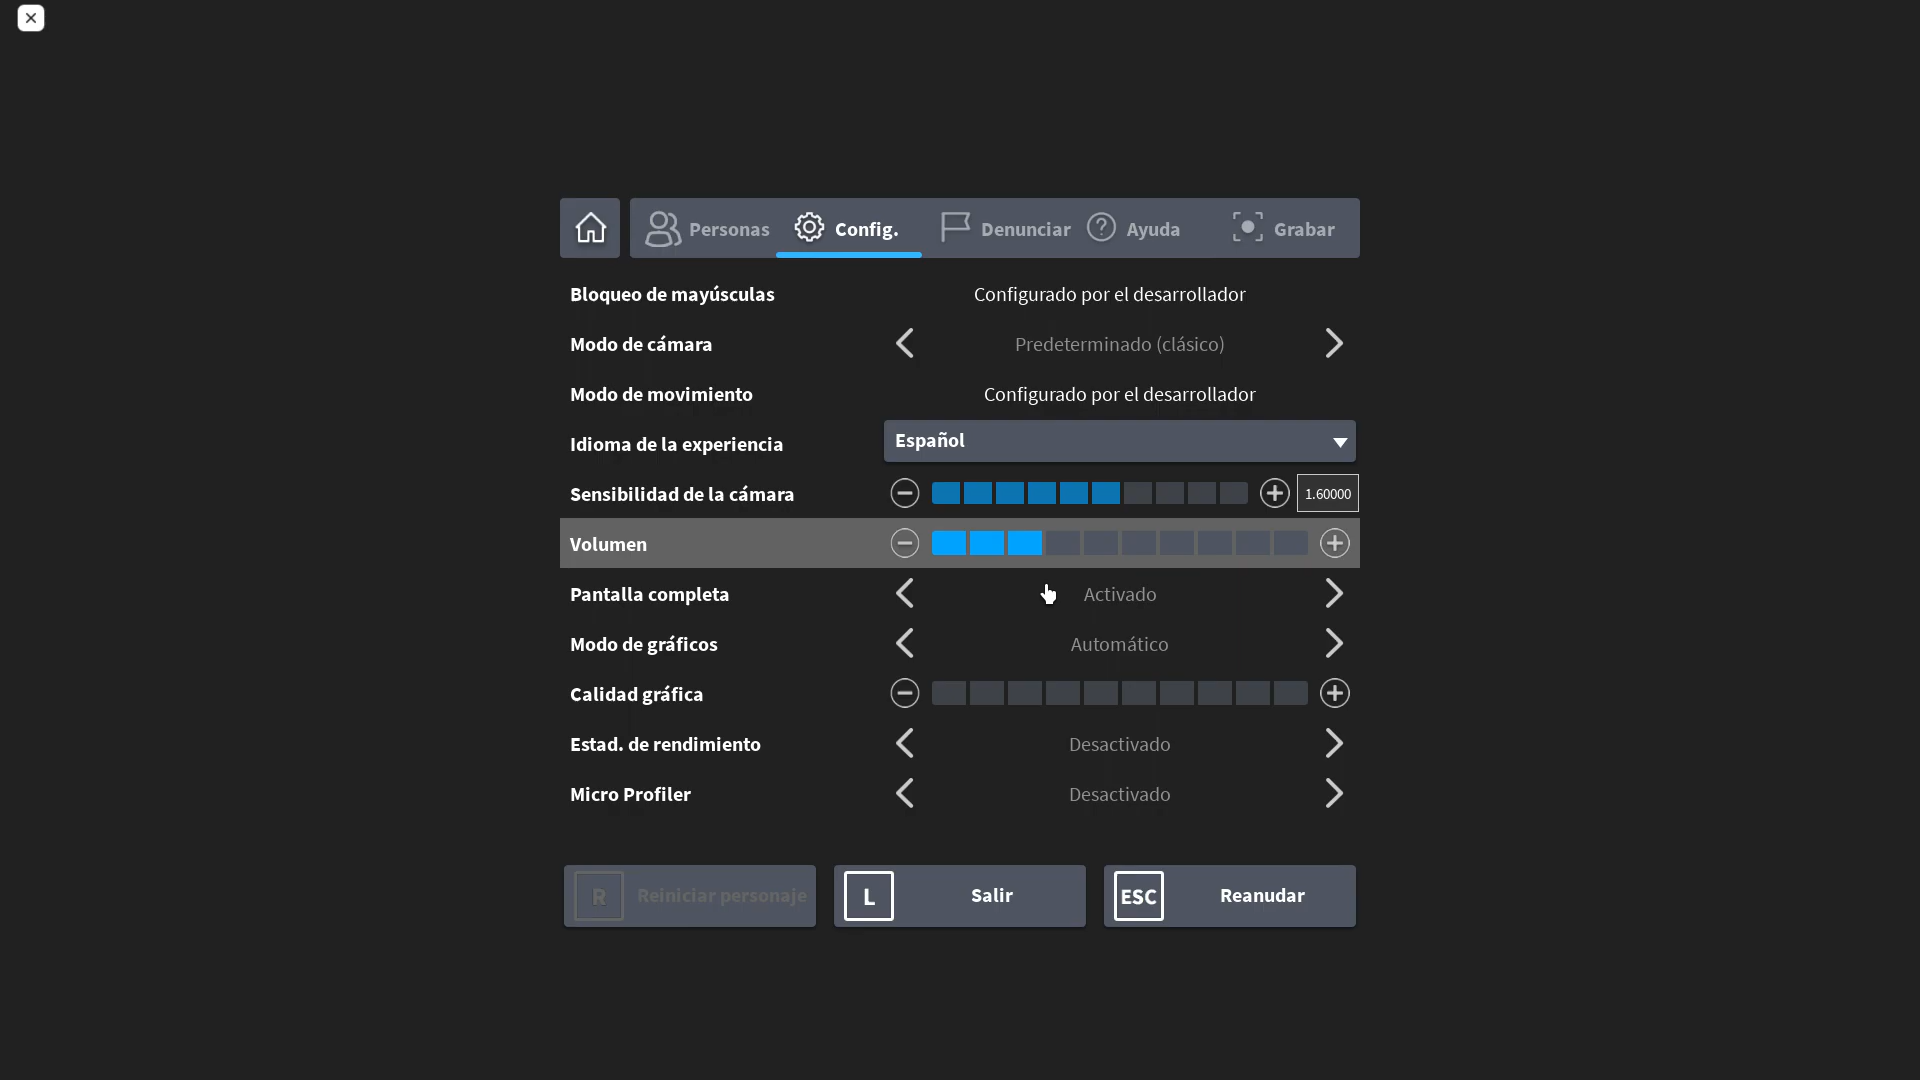 Personas Config. Denunciar Ayuda Grabar
Bloqueo de mayúsculas Configurado por el desarrollador
Modo de cámara Predeterminado (clásico)
Modo de movimiento Configurado por el desarrollador
Idioma de la experiencia Español
Sensibilidad de la cámara 1.60000
Volumen
Pantalla completa Activado
Modo de gráficos Automático
Calidad gráfica
Estad. de rendimiento Desactivado
Micro Profiler Desactivado
R Reiniciar personaje L Salir ESC Reanudar